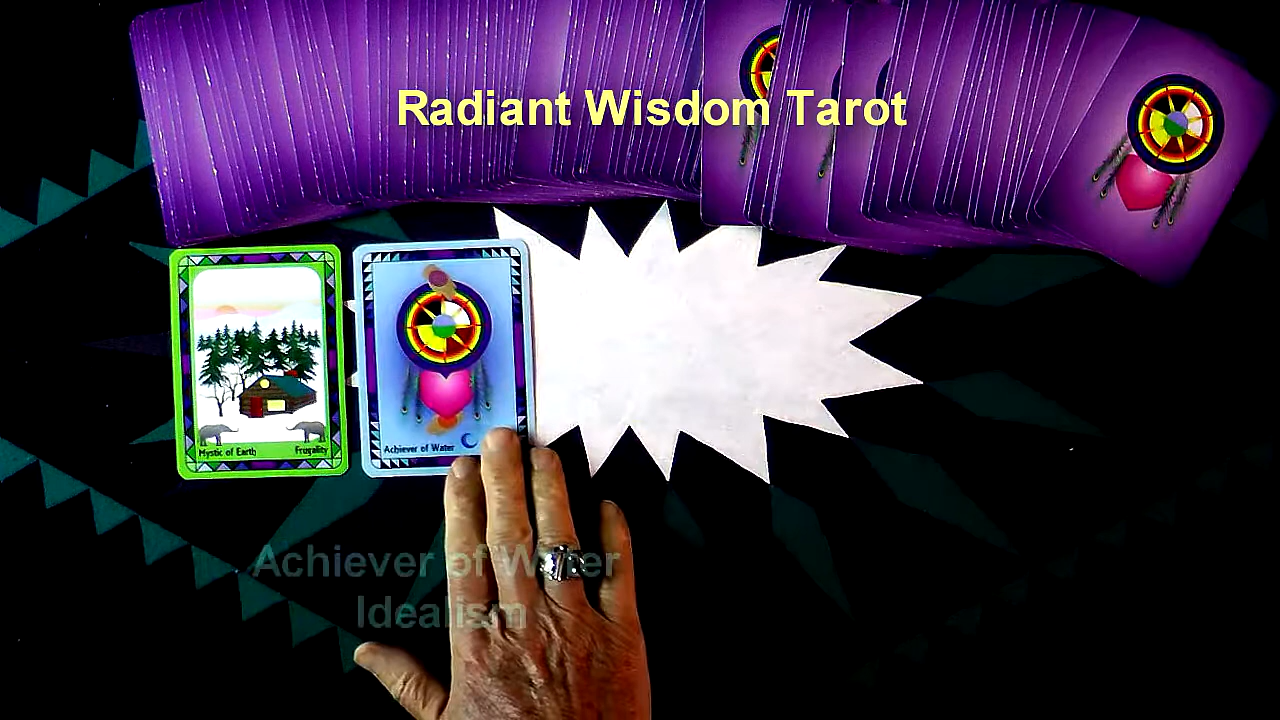 Radiant Wisdom Tarot
Mystic of Earth
Frugality
Achiever of Water
Achiever of Water
Idealism